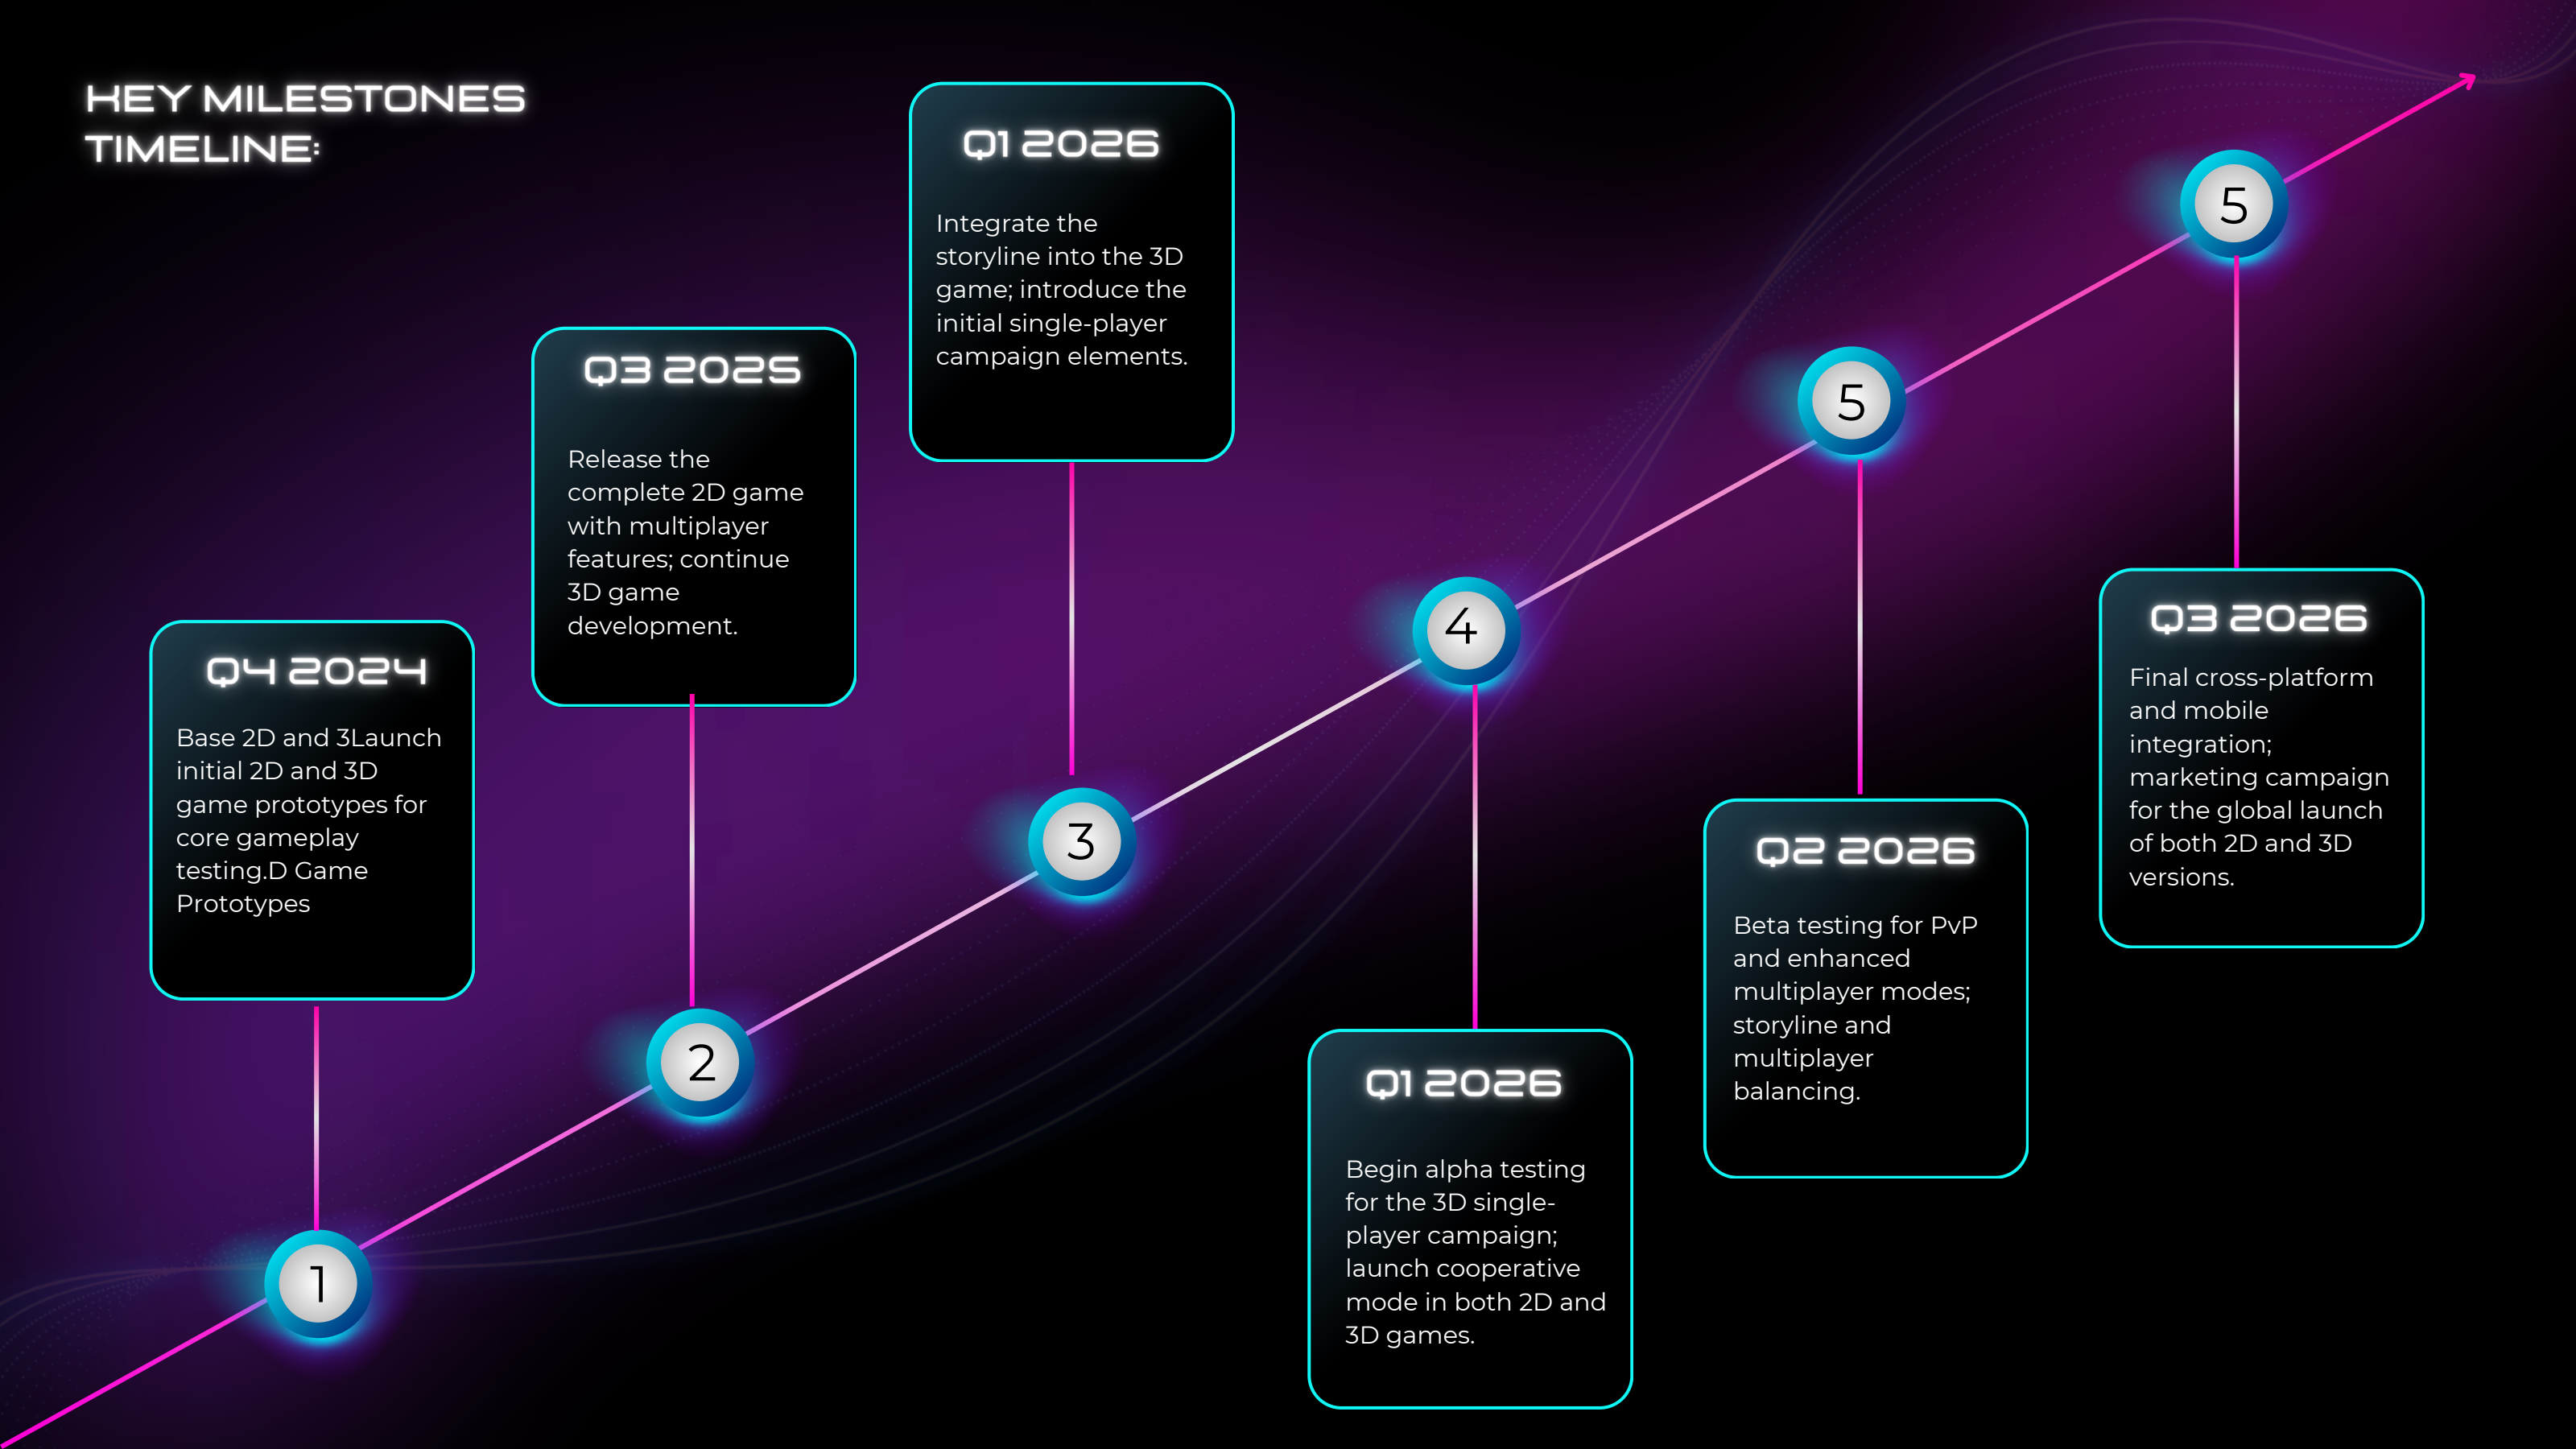 KEY MILESTONES
TIMELINE:
Q4 2024
Base 2D and 3Launch
initial 2D and 3D
game prototypes for
core gameplay
testing.D Game
Prototypes
1
Q3 2025
Release the
complete 2D game
with multiplayer
features; continue
3D game
development.
2
Q1 2026
Integrate the
storyline into the 3D
game; introduce the
initial single-player
campaign elements.
3
4
Q1 2026
Begin alpha testing
for the 3D single-
player campaign;
launch cooperative
mode in both 2D and
3D games.
5
Q2 2026
Beta testing for PvP
and enhanced
multiplayer modes;
storyline and
multiplayer
balancing.
5
Q3 2026
Final cross-platform
and mobile
integration;
marketing campaign
for the global launch
of both 2D and 3D
versions.